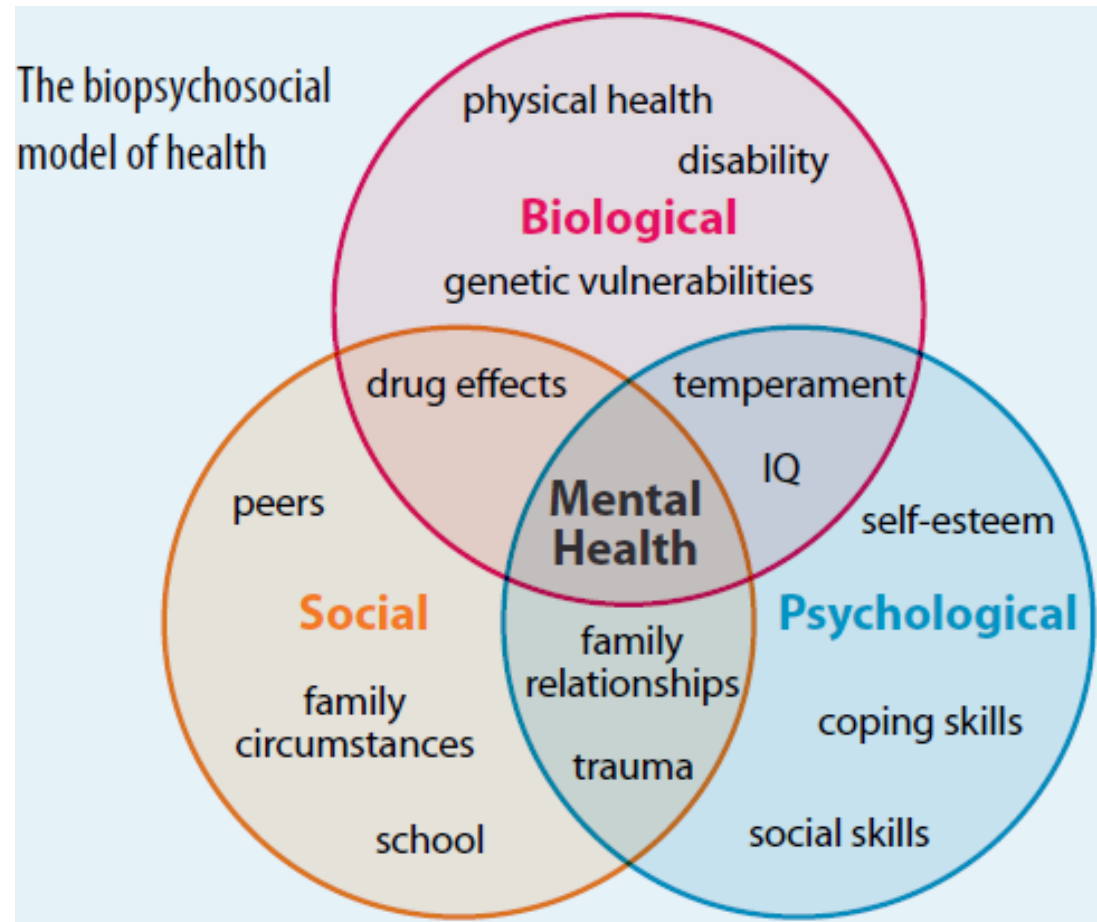 The biopsychosocial
model of health
physical health
disability
Biological
genetic vulnerabilities
drug effects
temperament
IQ
Mental
Health
peers
self-esteem
Social
Psychological
family
relationships
family
circumstances
coping skills
trauma
school
social skills